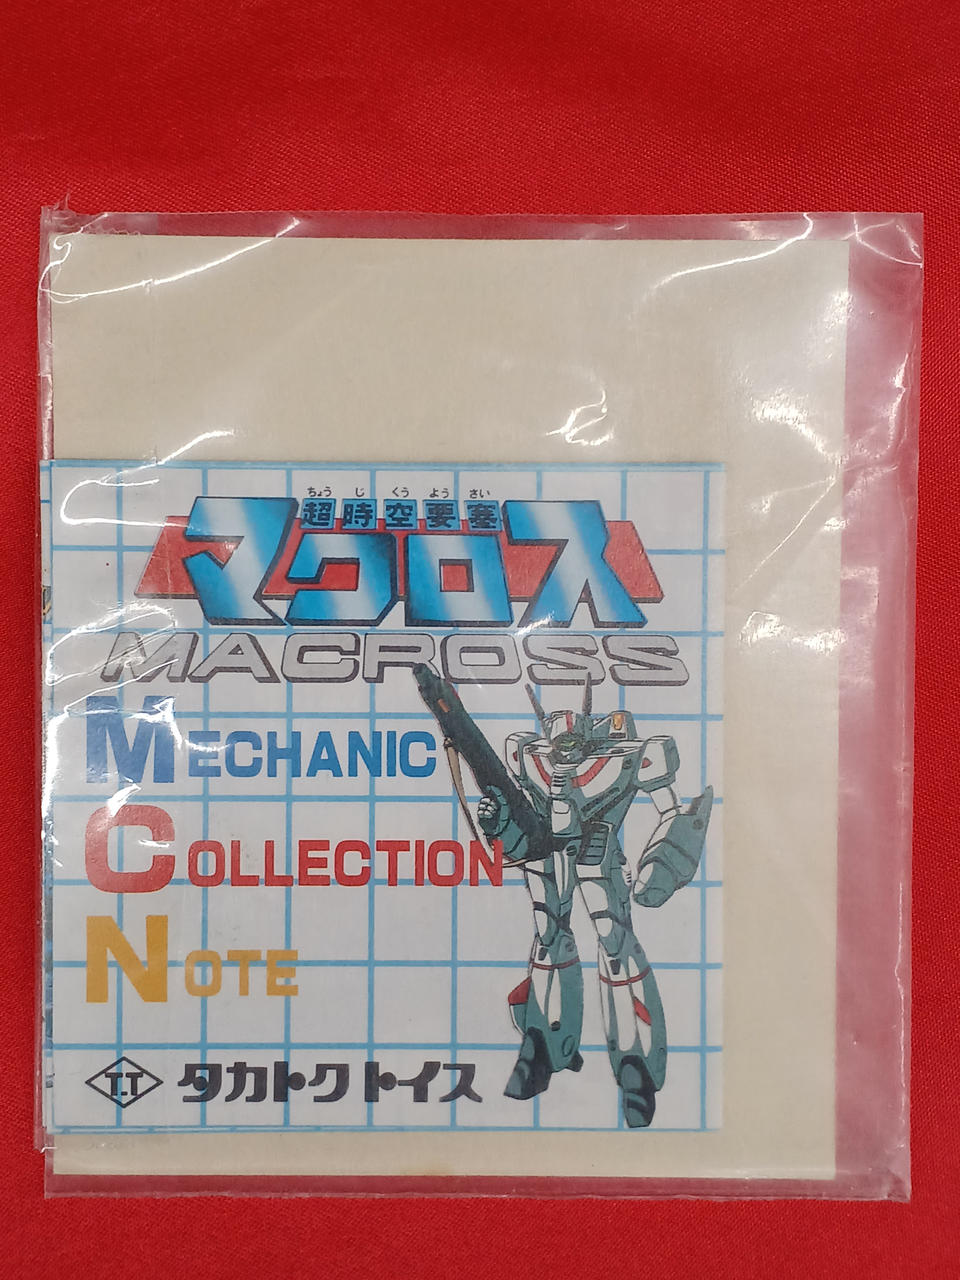 ちょう じ くう よう さい
超時空要塞
マクロス
MACROSS
MECHANIC
COLLECTION
NOTE
T.T タカトク トイス